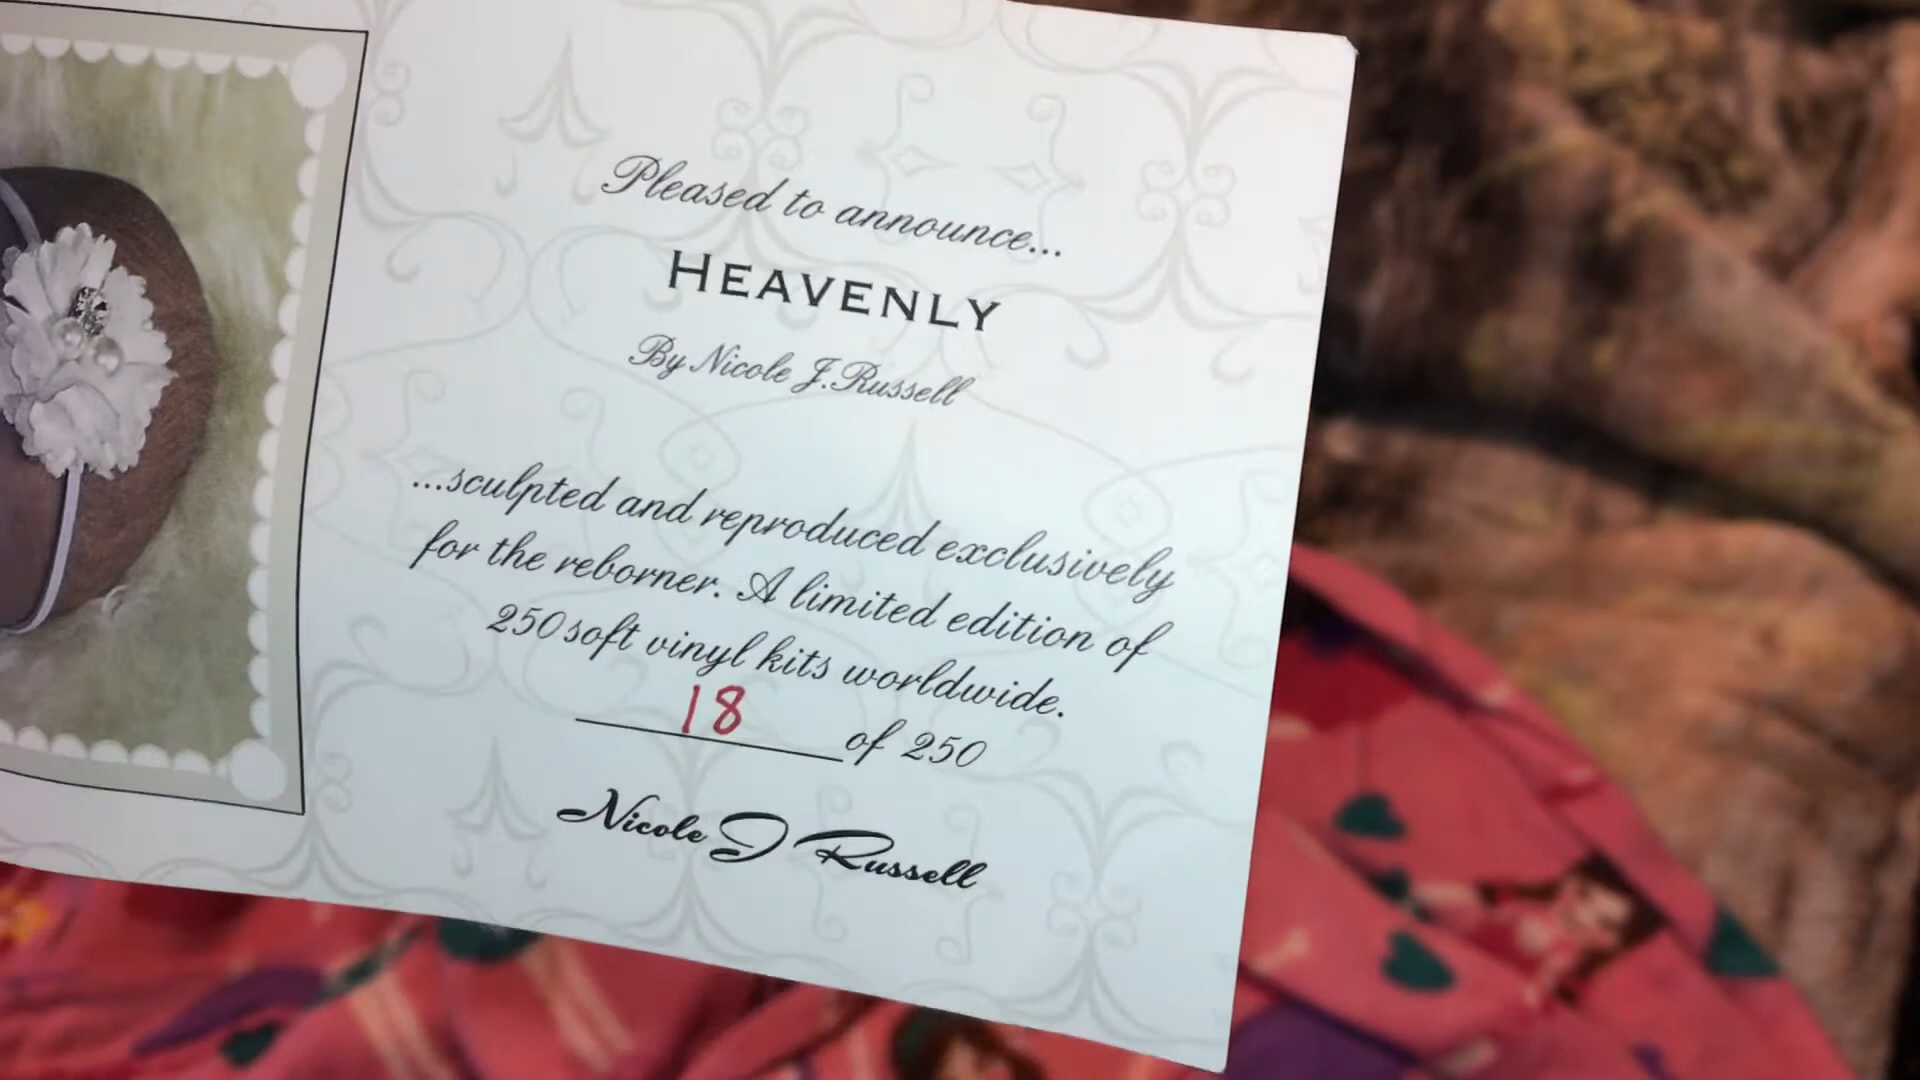 Pleased to announce...
HEAVENLY
By Nicole J. Russell
...sculpted and reproduced exclusively
for the reborner. A limited edition of
250 soft vinyl kits worldwide.
18 of 250
Nicole J Russell